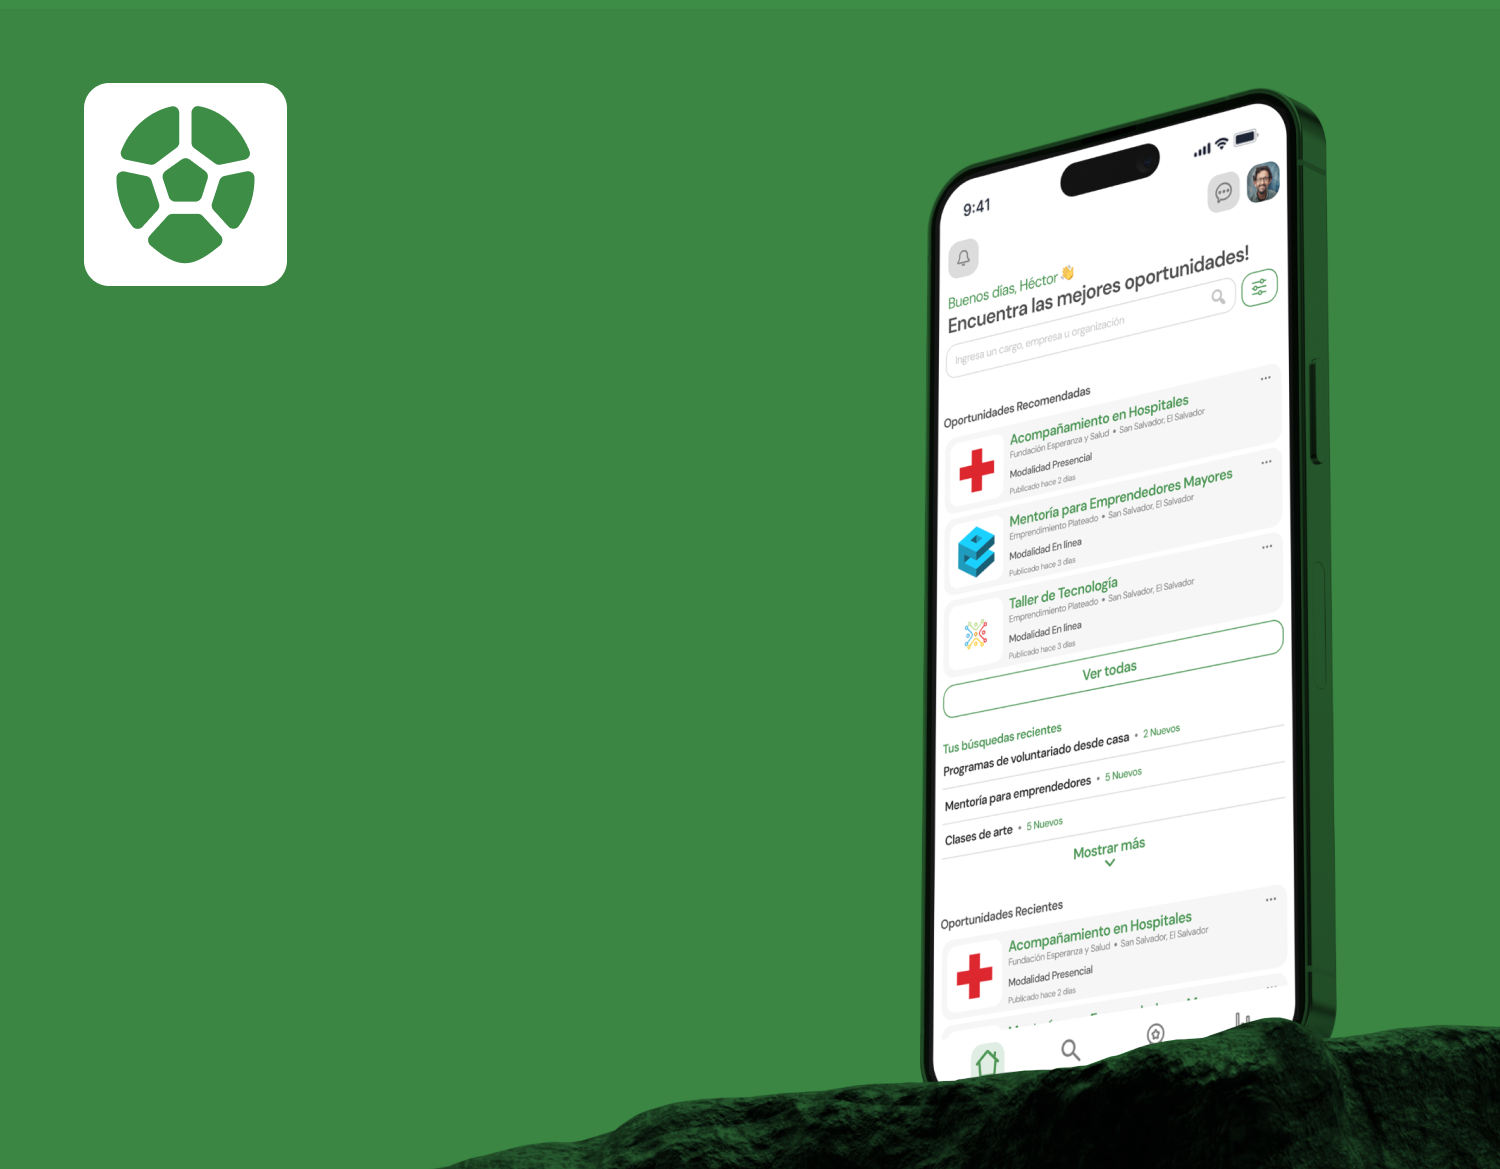 9:41
Buenos días, Héctor 👋
Encuentra las mejores oportunidades!
Ingresa un cargo, empresa u organización
Oportunidades Recomendadas
Acompañamiento en Hospitales
Fundación Esperanza y Salud • San Salvador, El Salvador
Modalidad Presencial
Publicado hace 2 días
Mentoría para Emprendedores Mayores
Emprendimiento Plateado • San Salvador, El Salvador
Modalidad En línea
Publicado hace 3 días
Taller de Tecnología
Emprendimiento Plateado • San Salvador, El Salvador
Modalidad En línea
Publicado hace 3 días
Ver todas
Tus búsquedas recientes
Programas de voluntariado desde casa • 2 Nuevos
Mentoría para emprendedores • 5 Nuevos
Clases de arte • 5 Nuevos
Mostrar más
Oportunidades Recientes
Acompañamiento en Hospitales
Fundación Esperanza y Salud • San Salvador, El Salvador
Modalidad Presencial
Publicado hace 2 días